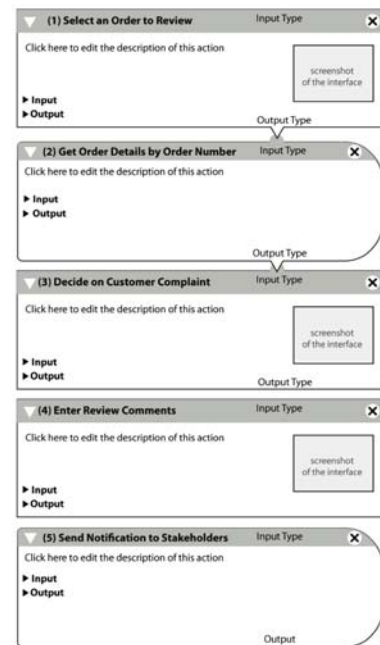 (1) Select an Order to Review Input Type
Click here to edit the description of this action
screenshot
of the interface
Input
Output
Output Type
(2) Get Order Details by Order Number Input Type
Click here to edit the description of this action
Input
Output
Output Type
(3) Decide on Customer Complaint Input Type
Click here to edit the description of this action
screenshot
of the interface
Input
Output
Output Type
(4) Enter Review Comments Input Type
Click here to edit the description of this action
screenshot
of the interface
Input
Output
(5) Send Notification to Stakeholders Input Type
Click here to edit the description of this action
Input
Output
Output